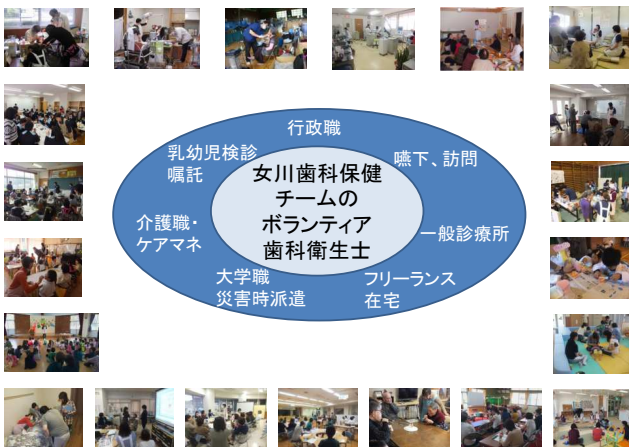 行政職
乳幼児検診
嘱託
嚥下、訪問
女川歯科保健
チームの
ボランティア
歯科衛生士
介護職・
ケアマネ
一般診療所
大学職
災害時派遣
フリーランス
在宅